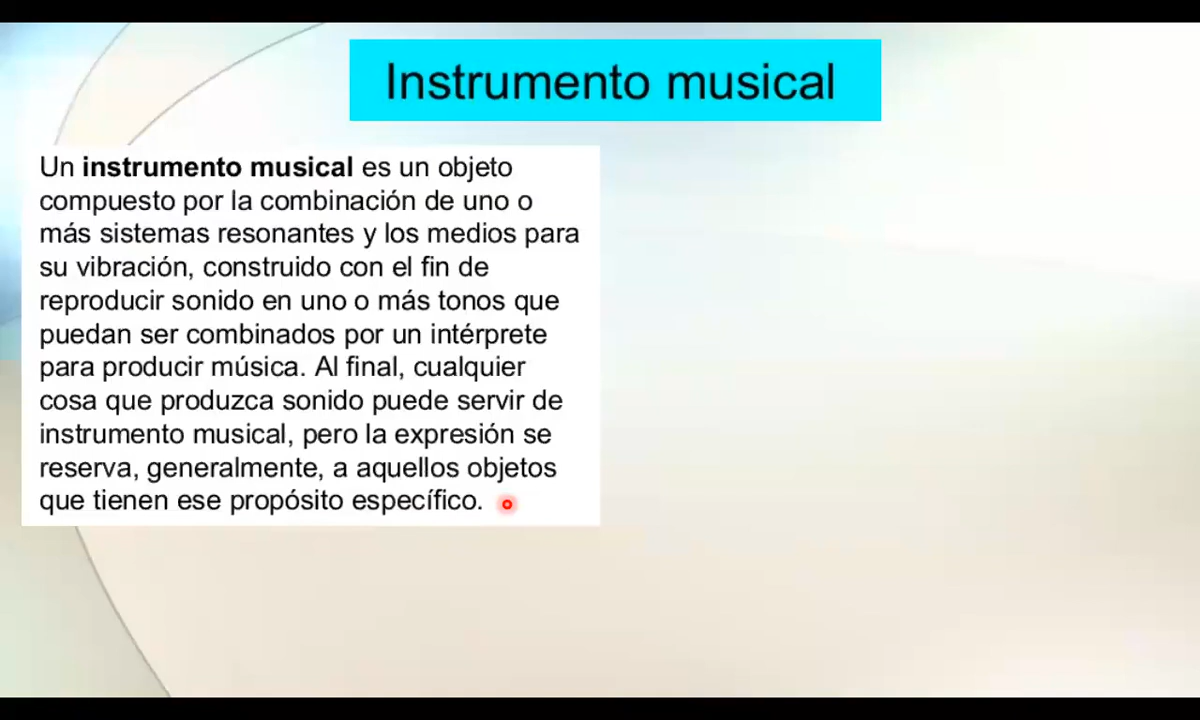 Instrumento musical
Un instrumento musical es un objeto
compuesto por la combinación de uno o
más sistemas resonantes y los medios para
su vibración, construido con el fin de
reproducir sonido en uno o más tonos que
puedan ser combinados por un intérprete
para producir música. Al final, cualquier
cosa que produzca sonido puede servir de
instrumento musical, pero la expresión se
reserva, generalmente, a aquellos objetos
que tienen ese propósito específico.